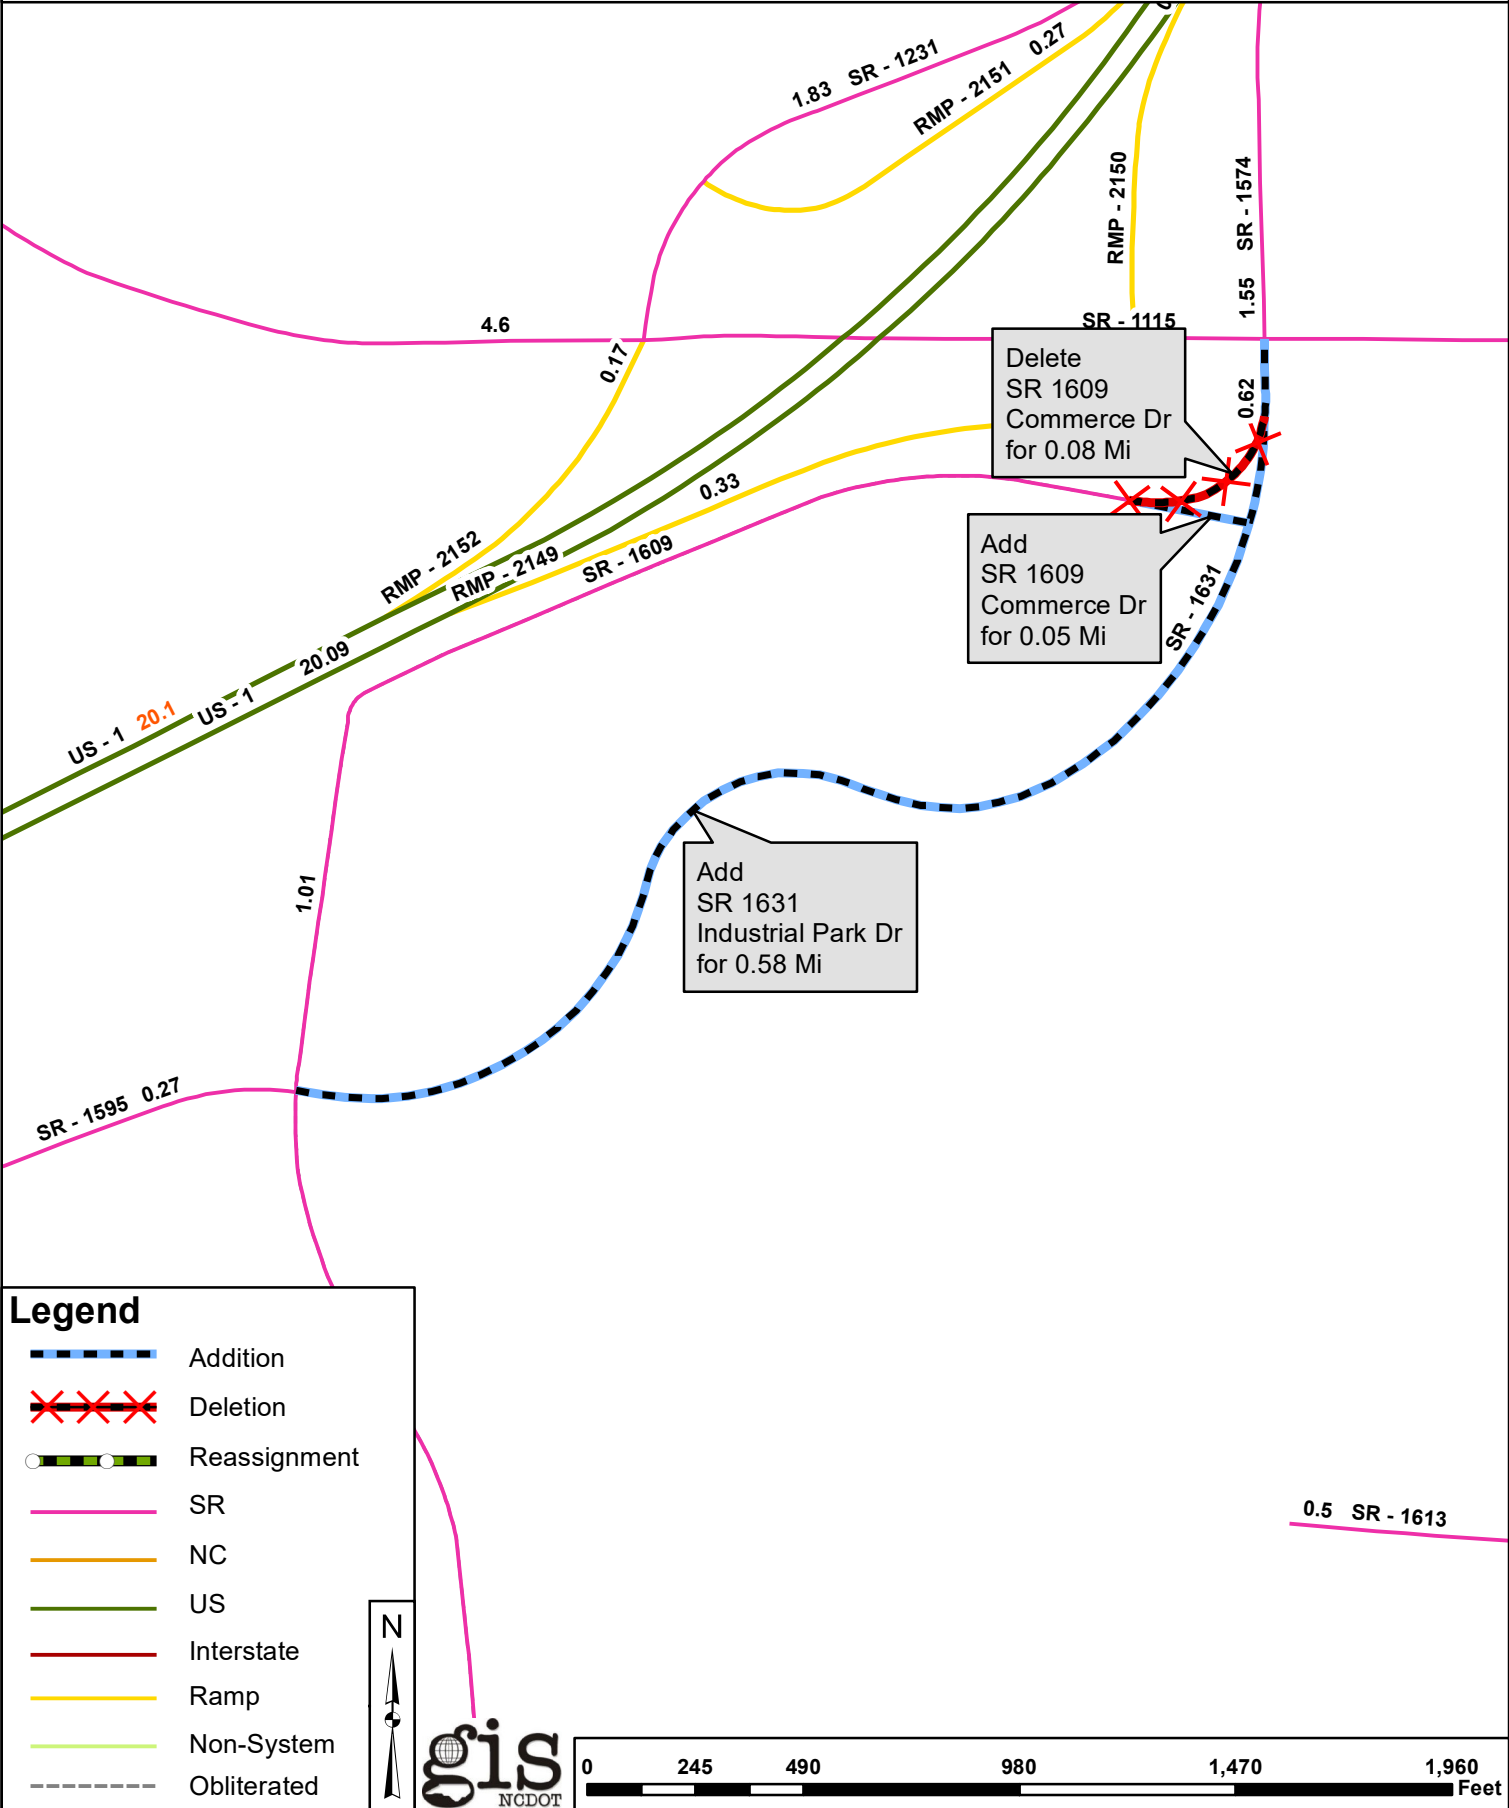 1.83 SR - 1231
0.27
RMP - 2151
RMP - 2150
SR - 1574
1.55
4.6
SR - 1115
0.17
Delete
SR 1609
Commerce Dr
for 0.08 Mi
0.62
0.33
RMP - 2152
RMP - 2149
SR - 1609
Add
SR 1609
Commerce Dr
for 0.05 Mi
SR - 1631
20.09
US - 1 20.1
US - 1
Add
SR 1631
Industrial Park Dr
for 0.58 Mi
1.01
SR - 1595 0.27
Legend
Addition
Deletion
Reassignment
SR
NC
US
Interstate
Ramp
Non-System
Obliterated
N
gis
NCDOT
0.5 SR - 1613
0 245 490 980 1,470 1,960
Feet